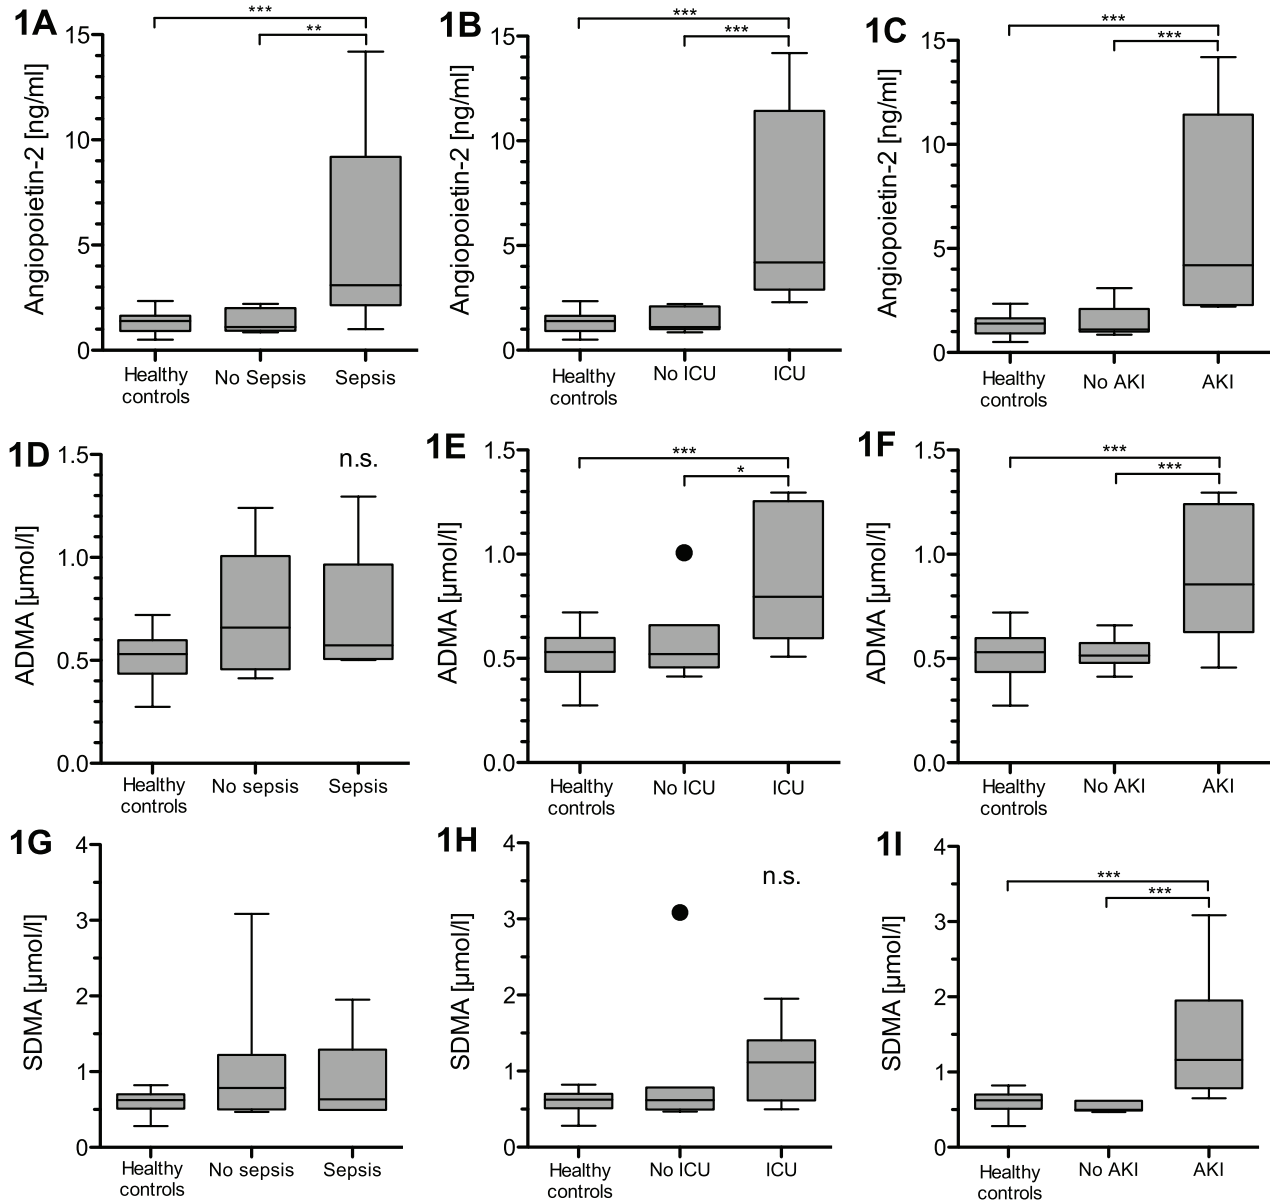 1A
***
**
15
10
5
0
Angiopoietin-2 [ng/ml]
Healthy
controls
No Sepsis
Sepsis
1B
***
***
15
10
5
0
Angiopoietin-2 [ng/ml]
Healthy
controls
No ICU
ICU
1C
***
***
15
10
5
0
Angiopoietin-2 [ng/ml]
Healthy
controls
No AKI
AKI
1D
n.s.
1.5
1.0
0.5
0.0
ADMA [µmol/l]
Healthy
controls
No sepsis
Sepsis
1E
***
*
1.5
1.0
0.5
0.0
ADMA [µmol/l]
Healthy
controls
No ICU
ICU
1F
***
***
1.5
1.0
0.5
0.0
ADMA [µmol/l]
Healthy
controls
No AKI
AKI
1G
4
3
2
1
0
SDMA [µmol/l]
Healthy
controls
No sepsis
Sepsis
1H
n.s.
4
3
2
1
0
SDMA [µmol/l]
Healthy
controls
No ICU
ICU
1I
***
***
4
3
2
1
0
SDMA [µmol/l]
Healthy
controls
No AKI
AKI